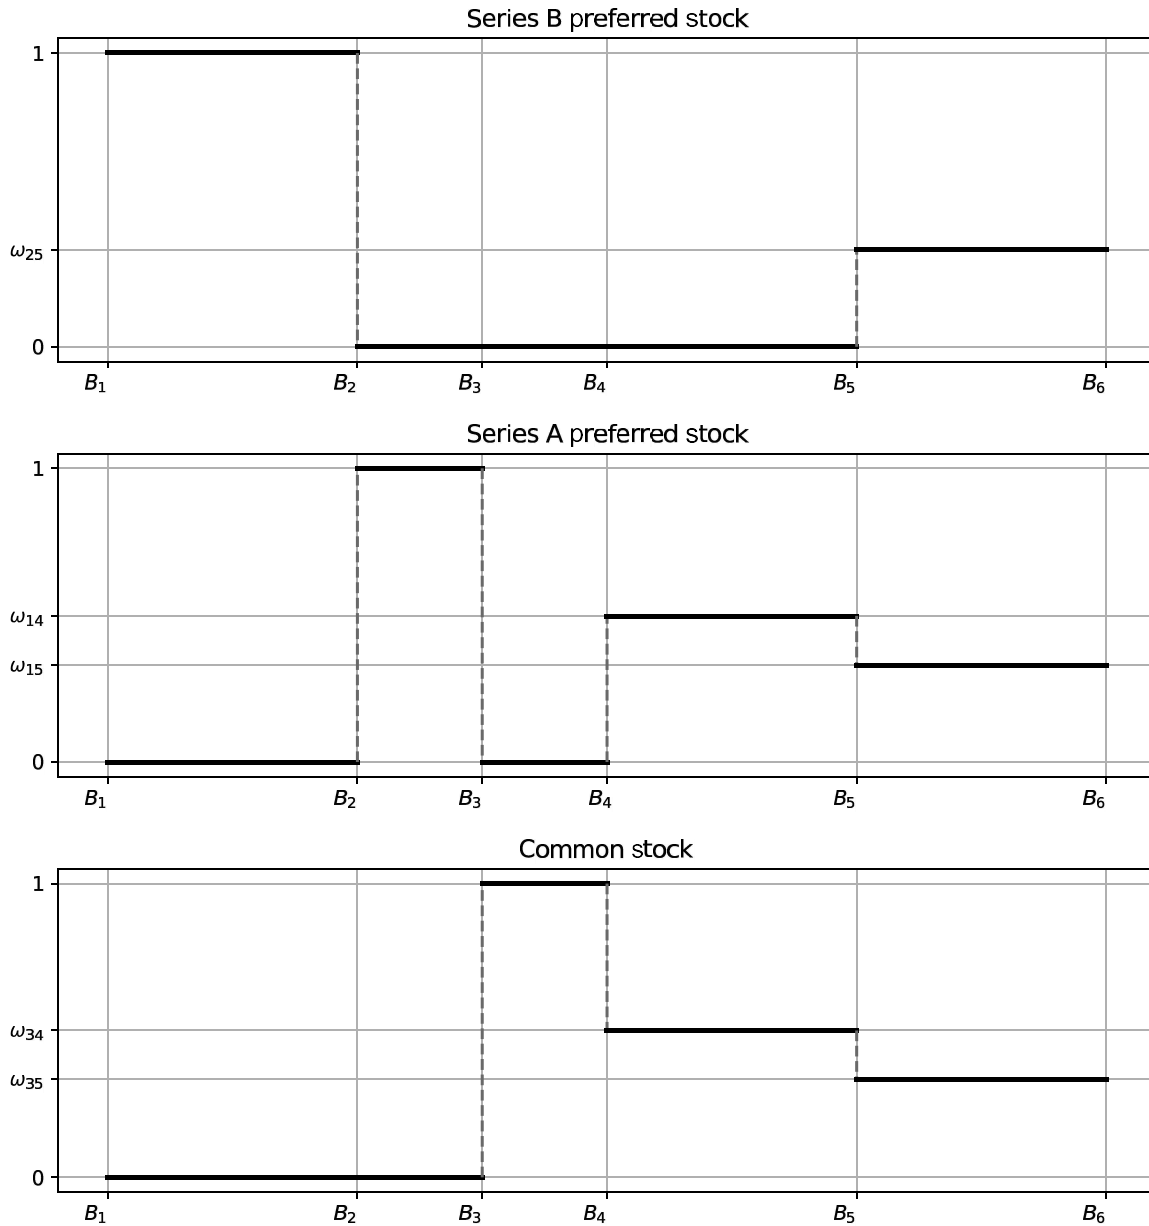 Series B preferred stock
1
ω₂₅
0
B₁ B₂ B₃ B₄ B₅ B₆
Series A preferred stock
1
ω₁₄
ω₁₅
0
B₁ B₂ B₃ B₄ B₅ B₆
Common stock
1
ω₃₄
ω₃₅
0
B₁ B₂ B₃ B₄ B₅ B₆